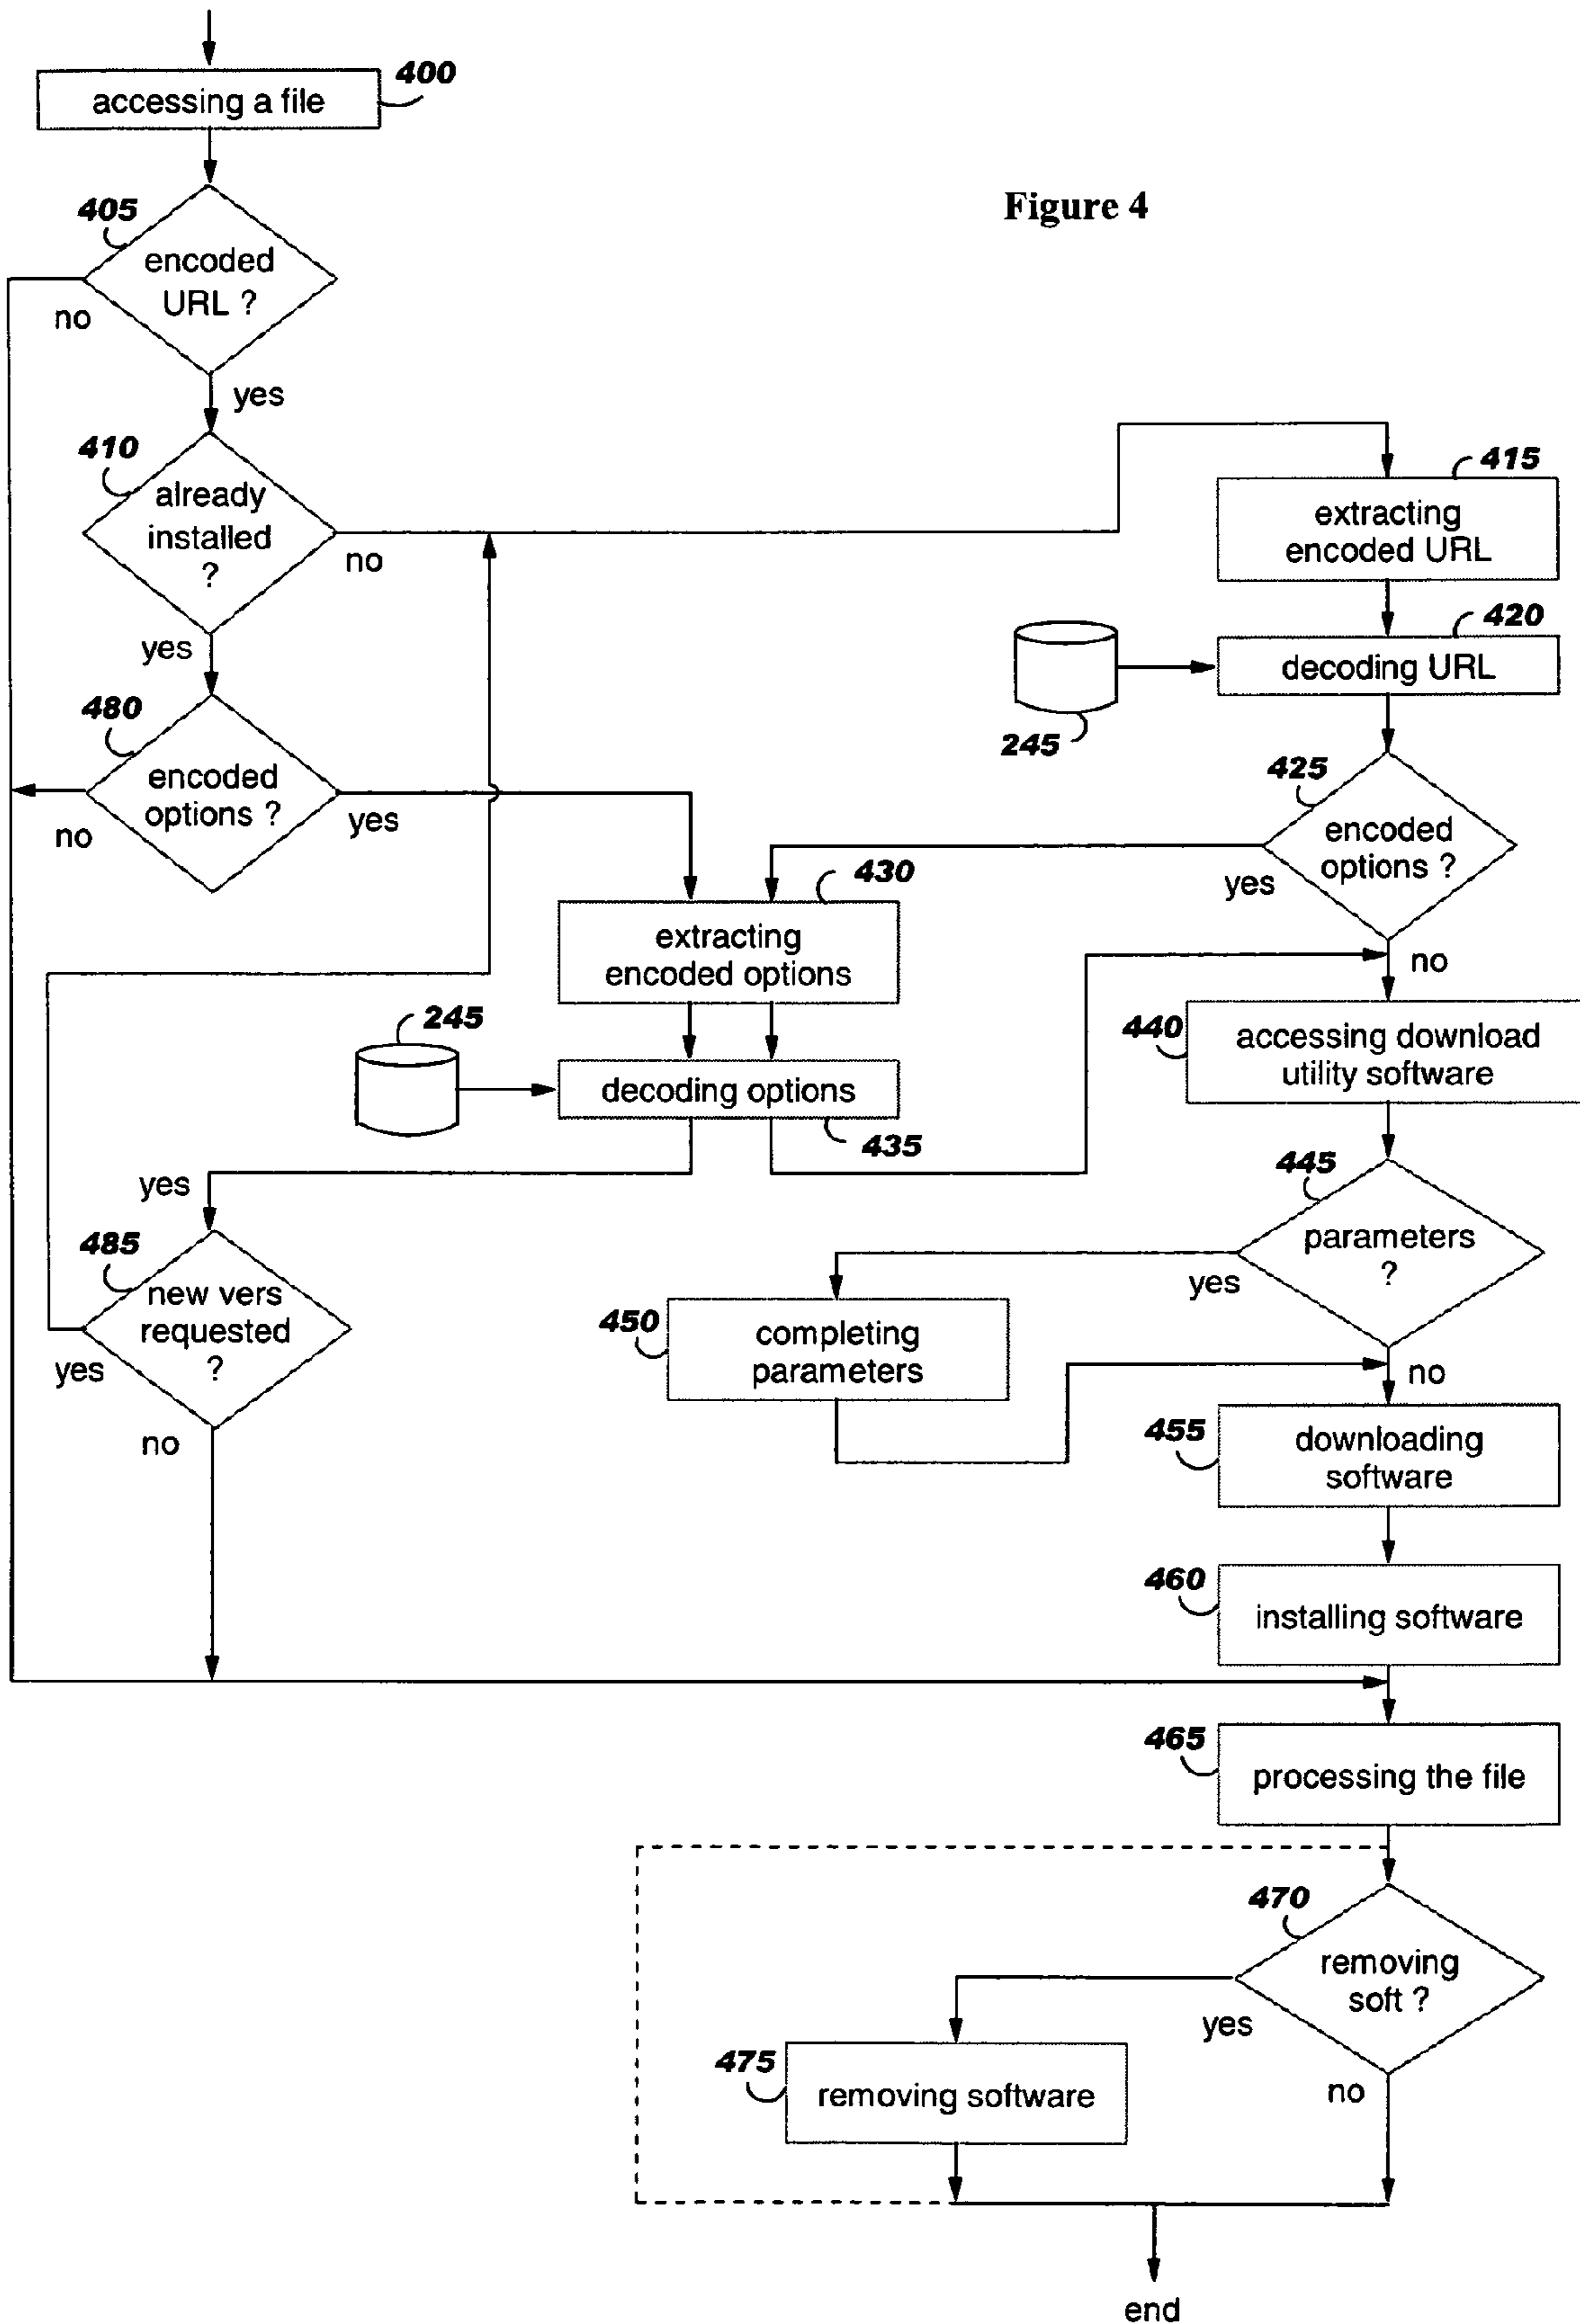 400
accessing a file
Figure 4
405
encoded
URL ?
no
yes
410
already
installed
?
no
yes
415
extracting
encoded URL
420
decoding URL
245
480
encoded
options ?
no
yes
425
encoded
options ?
yes
no
430
extracting
encoded options
245
decoding options
435
440
accessing download
utility software
445
parameters
?
yes
no
yes
485
new vers
requested
?
yes
no
450
completing
parameters
455
downloading
software
460
installing software
465
processing the file
470
removing
soft ?
yes
no
475
removing software
end